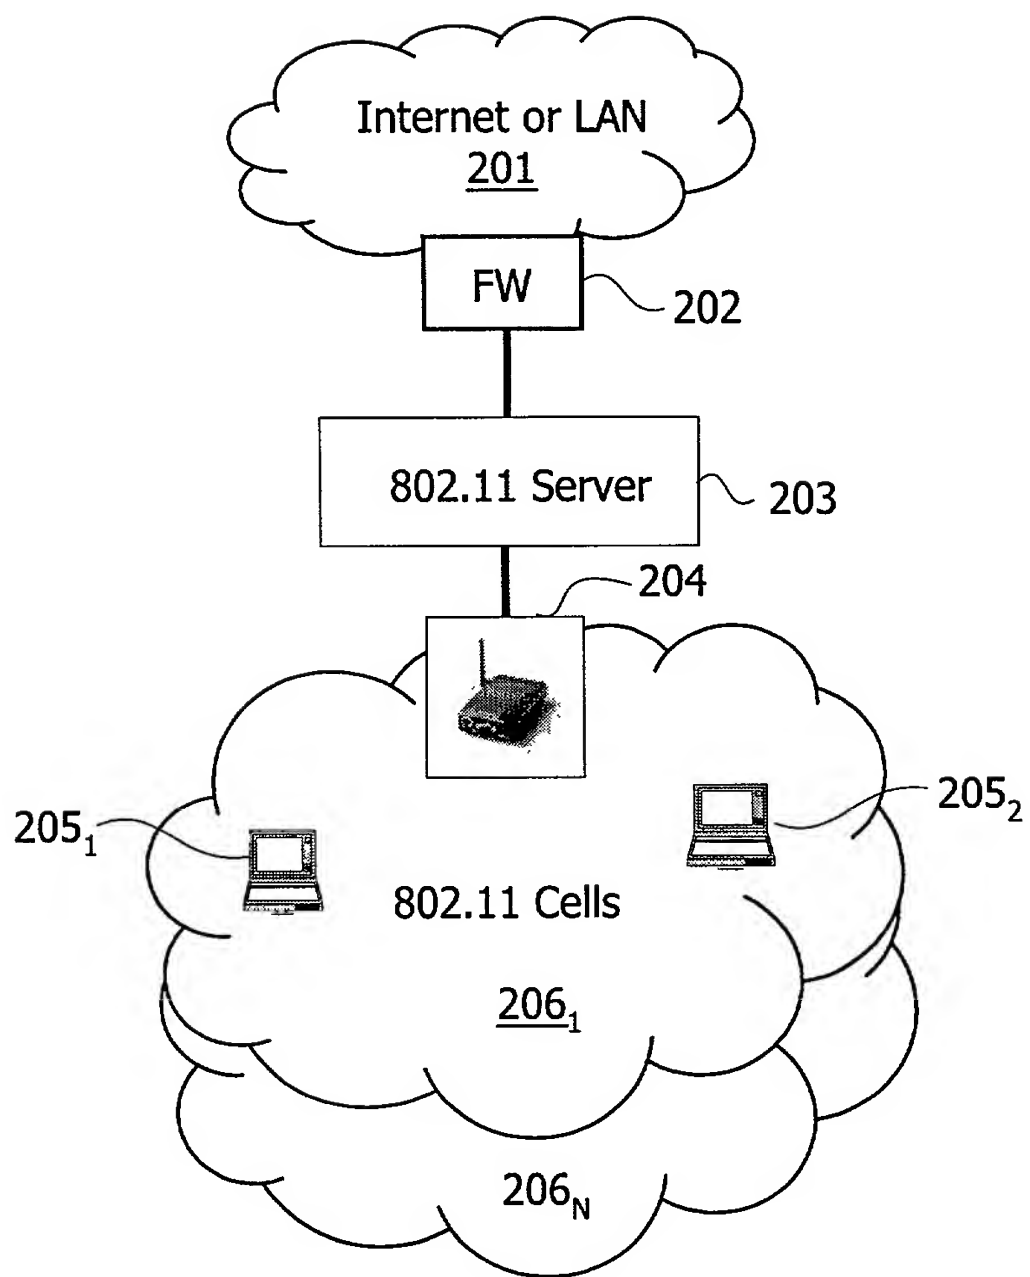 Internet or LAN
201
FW
202
802.11 Server
203
204
205₁
205₂
802.11 Cells
206₁
206N